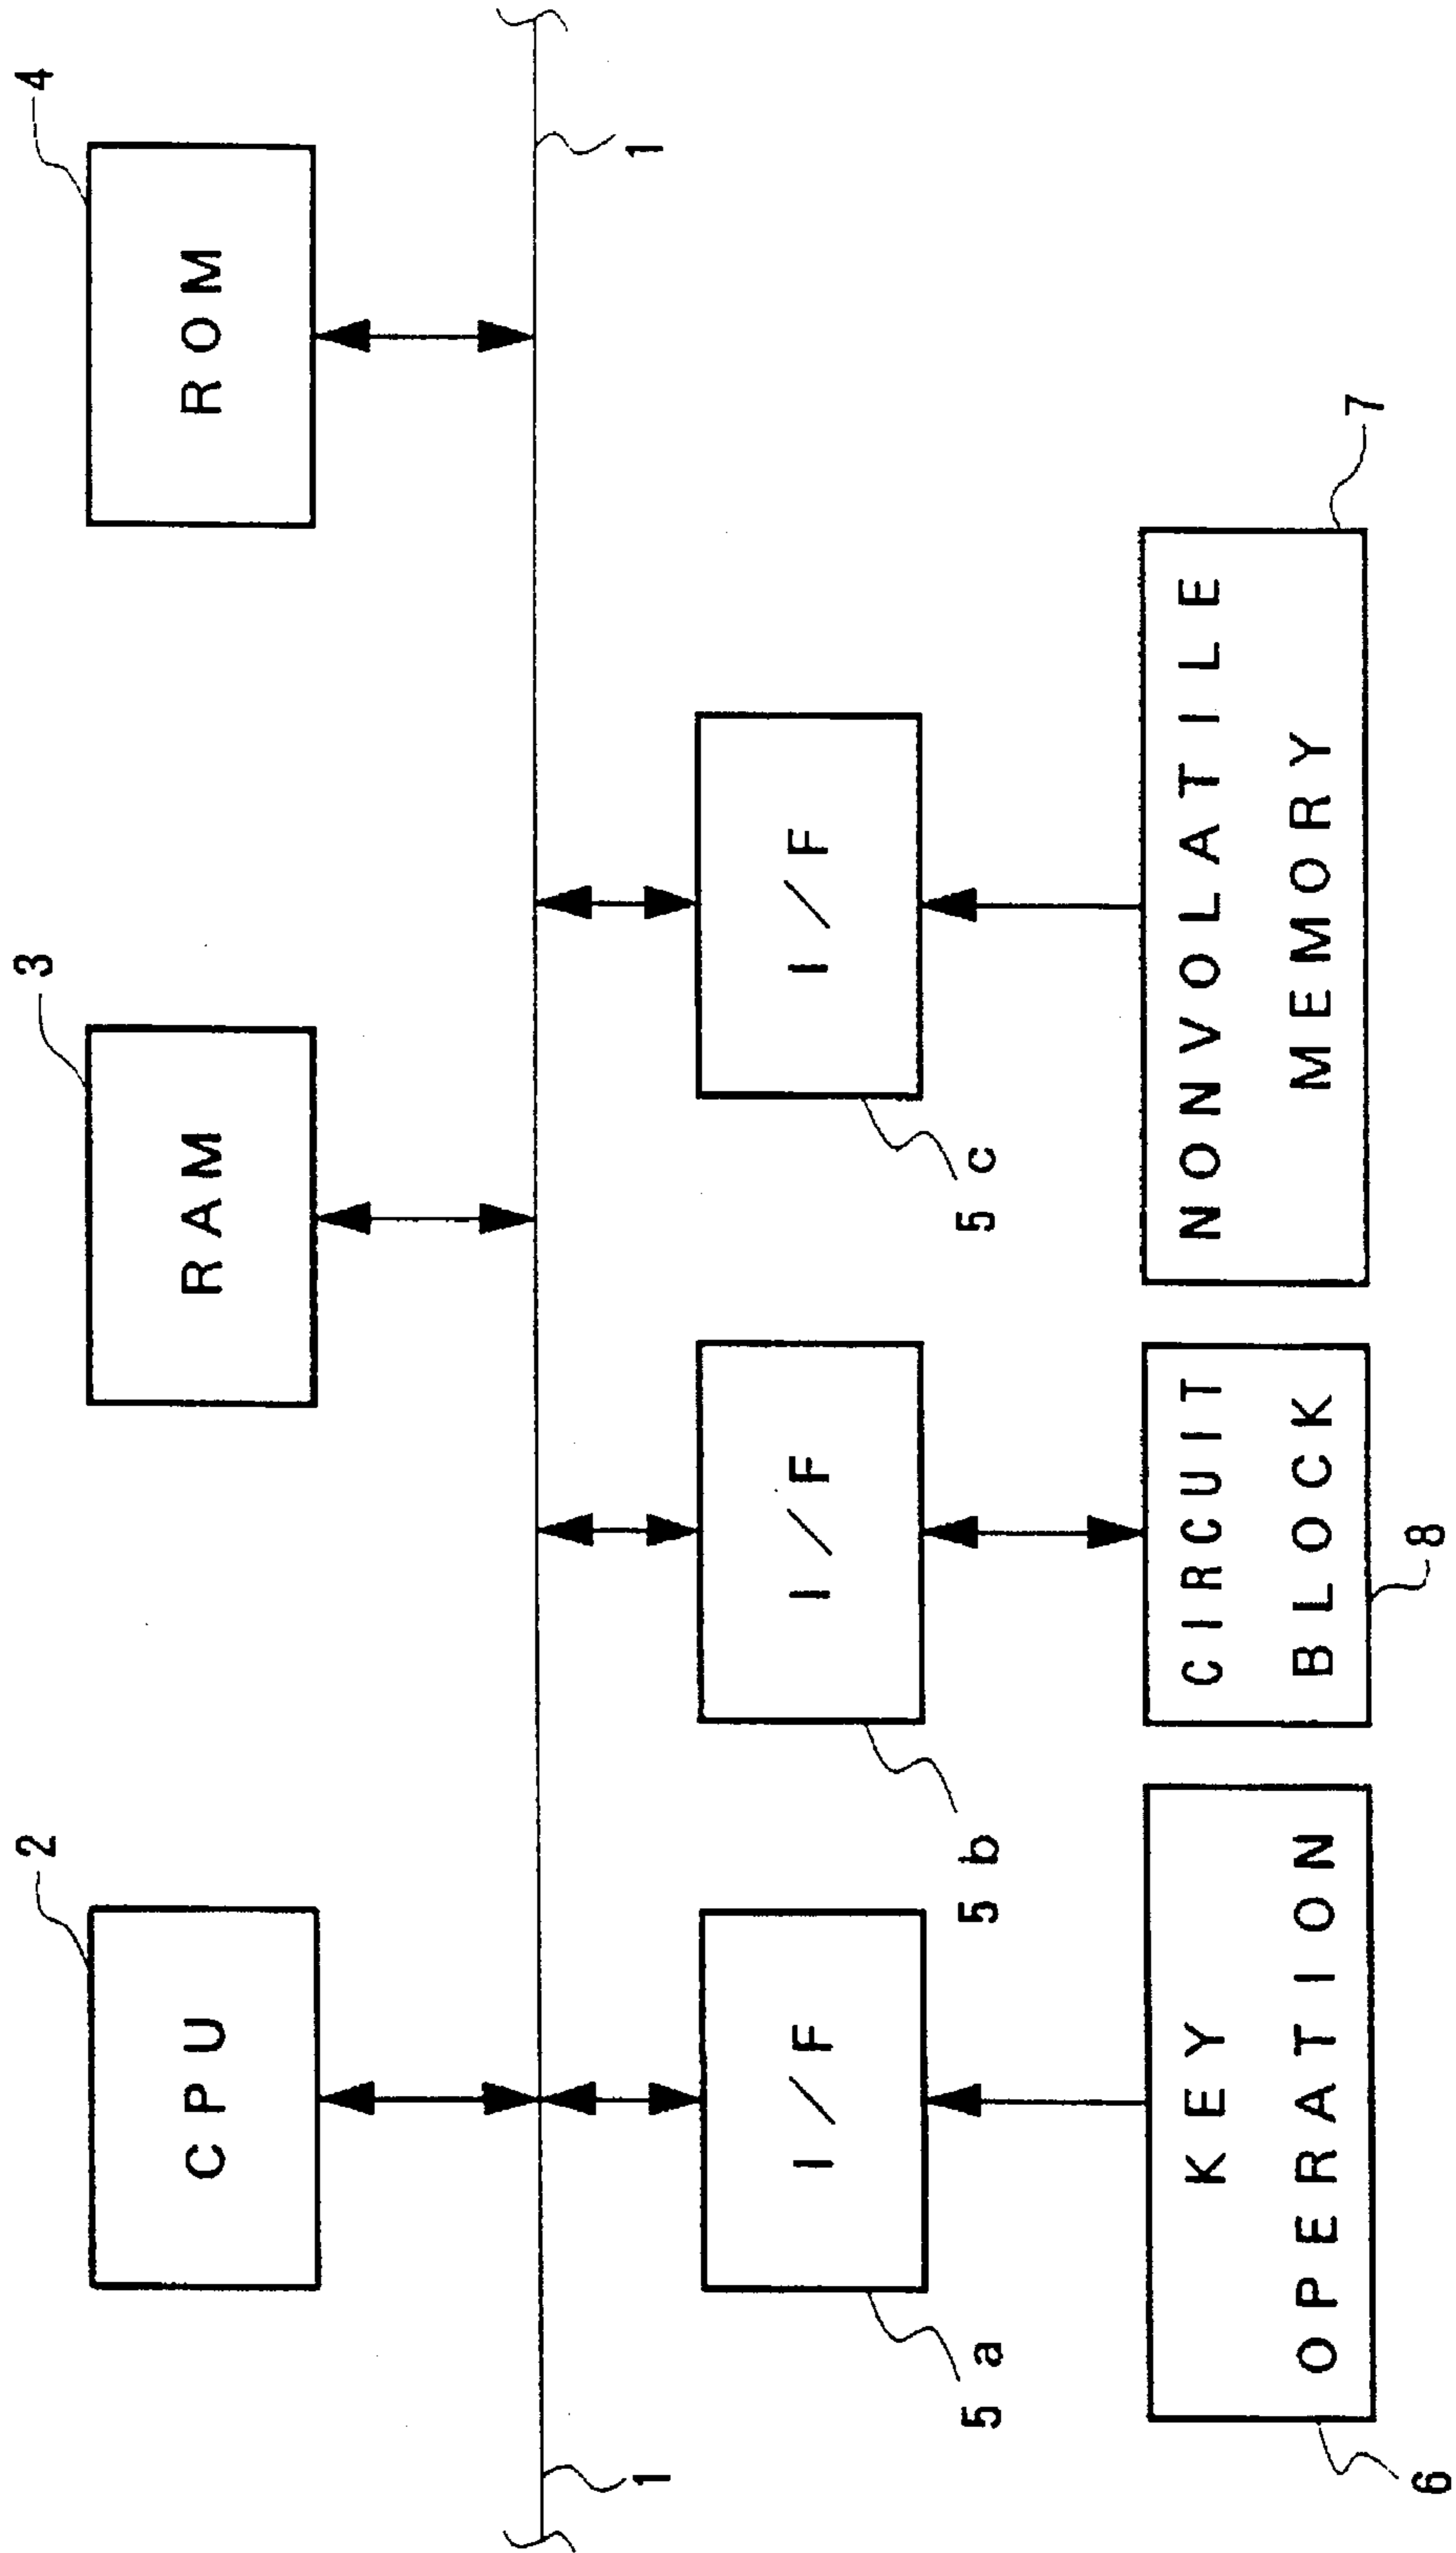 2
3
4
CPU
RAM
ROM
1
1
I/F
I/F
I/F
5a
5b
5c
KEY
OPERATION
CIRCUIT
BLOCK
NONVOLATILE
MEMORY
6
8
7